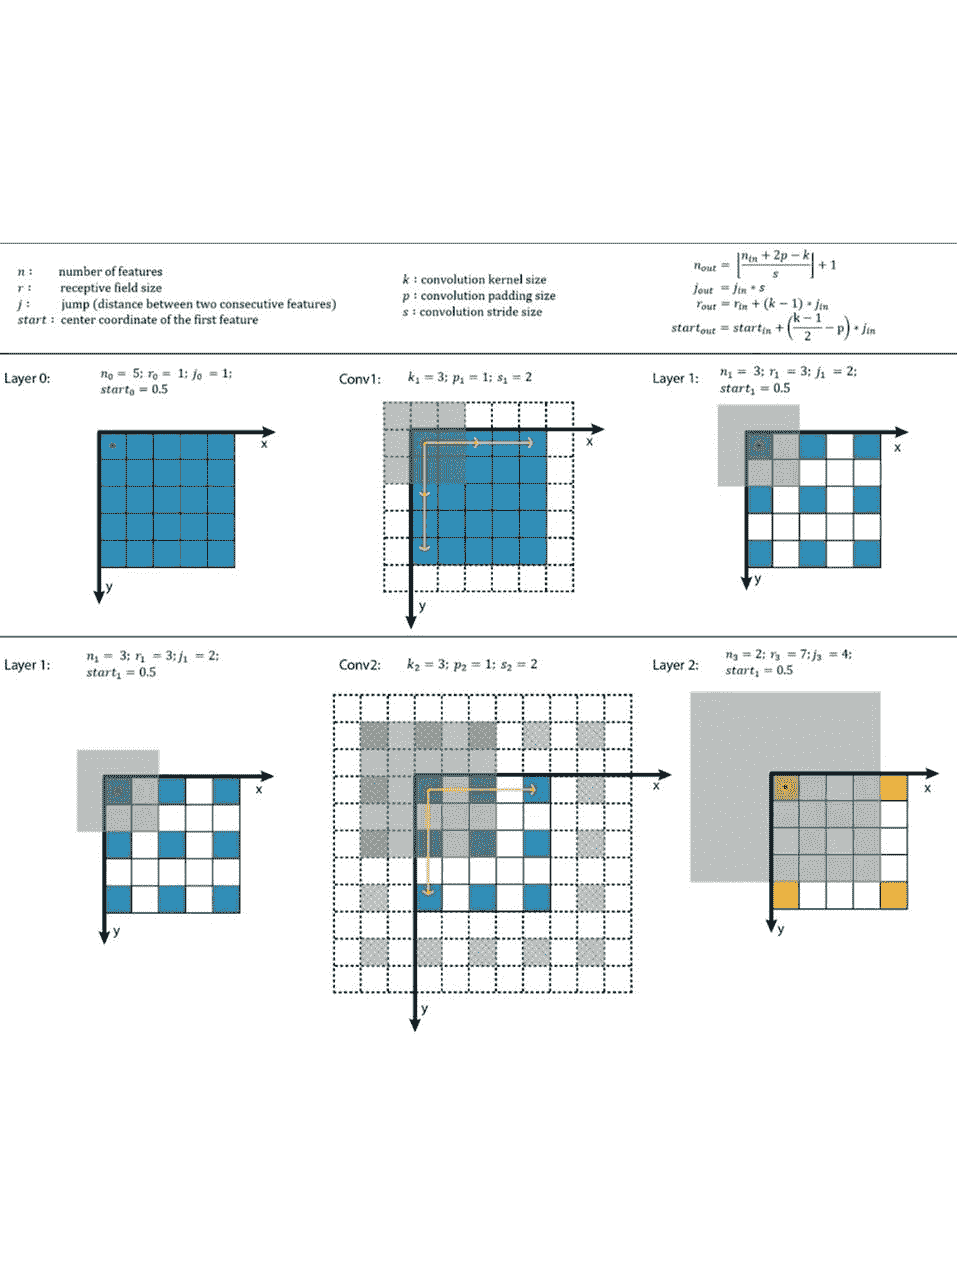 n : number of features
r : receptive field size
j : jump (distance between two consecutive features)
start : center coordinate of the first feature
k : convolution kernel size
p : convolution padding size
s : convolution stride size
n_out = ⌊(n_in + 2p − k)/s⌋ + 1
j_out = j_in * s
r_out = r_in + (k − 1) * j_in
start_out = start_in + ((k − 1)/2 − p) * j_in
Layer 0: n_0 = 5; r_0 = 1; j_0 = 1;
start_0 = 0.5
x
y
Conv1: k_1 = 3; p_1 = 1; s_1 = 2
x
y
Layer 1: n_1 = 3; r_1 = 3; j_1 = 2;
start_1 = 0.5
x
y
Layer 1: n_1 = 3; r_1 = 3; j_1 = 2;
start_1 = 0.5
x
y
Conv2: k_2 = 3; p_2 = 1; s_2 = 2
x
y
Layer 2: n_3 = 2; r_3 = 7; j_3 = 4;
start_1 = 0.5
x
y